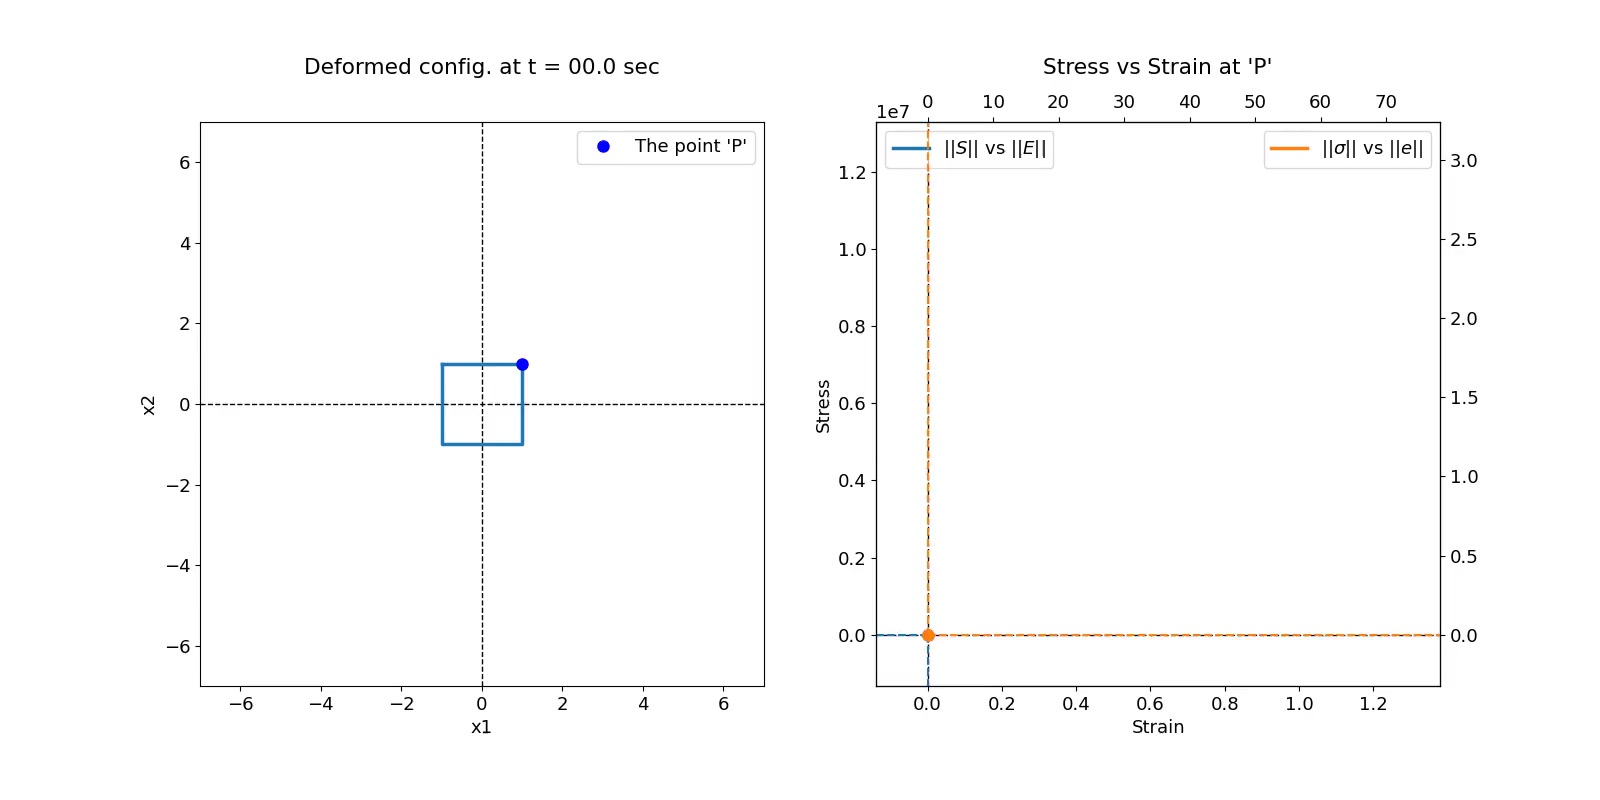 Deformed config. at t = 00.0 sec
The point 'P'
6
4
2
0
−2
−4
−6
x2
−6 −4 −2 0 2 4 6
x1
Stress vs Strain at 'P'
0 10 20 30 40 50 60 70
1e7
||S|| vs ||E||
||σ|| vs ||e||
1.2
1.0
0.8
0.6
0.4
0.2
0.0
Stress
3.0
2.5
2.0
1.5
1.0
0.5
0.0
0.0 0.2 0.4 0.6 0.8 1.0 1.2
Strain